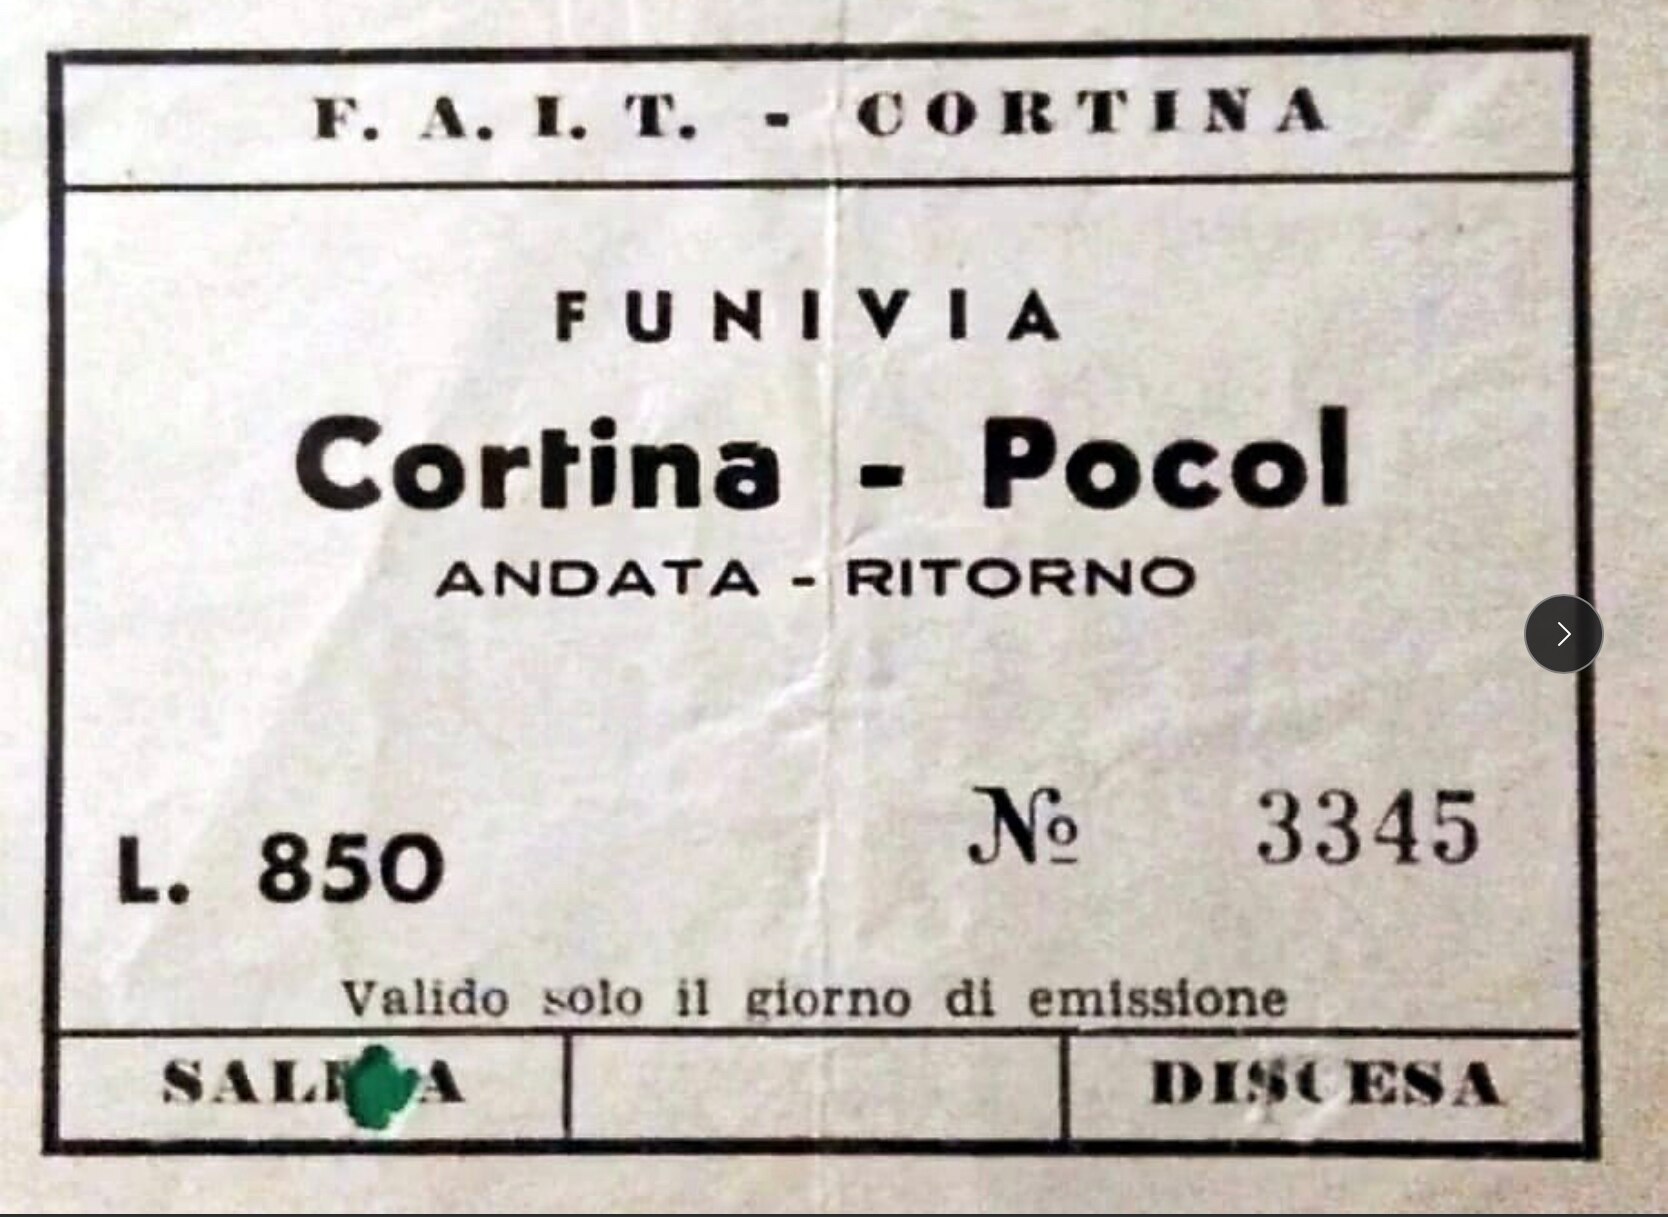 F. A. I. T. - CORTINA
FUNIVIA
Cortina - Pocol
ANDATA - RITORNO
L. 850
№ 3345
Valido solo il giorno di emissione
DISCESA